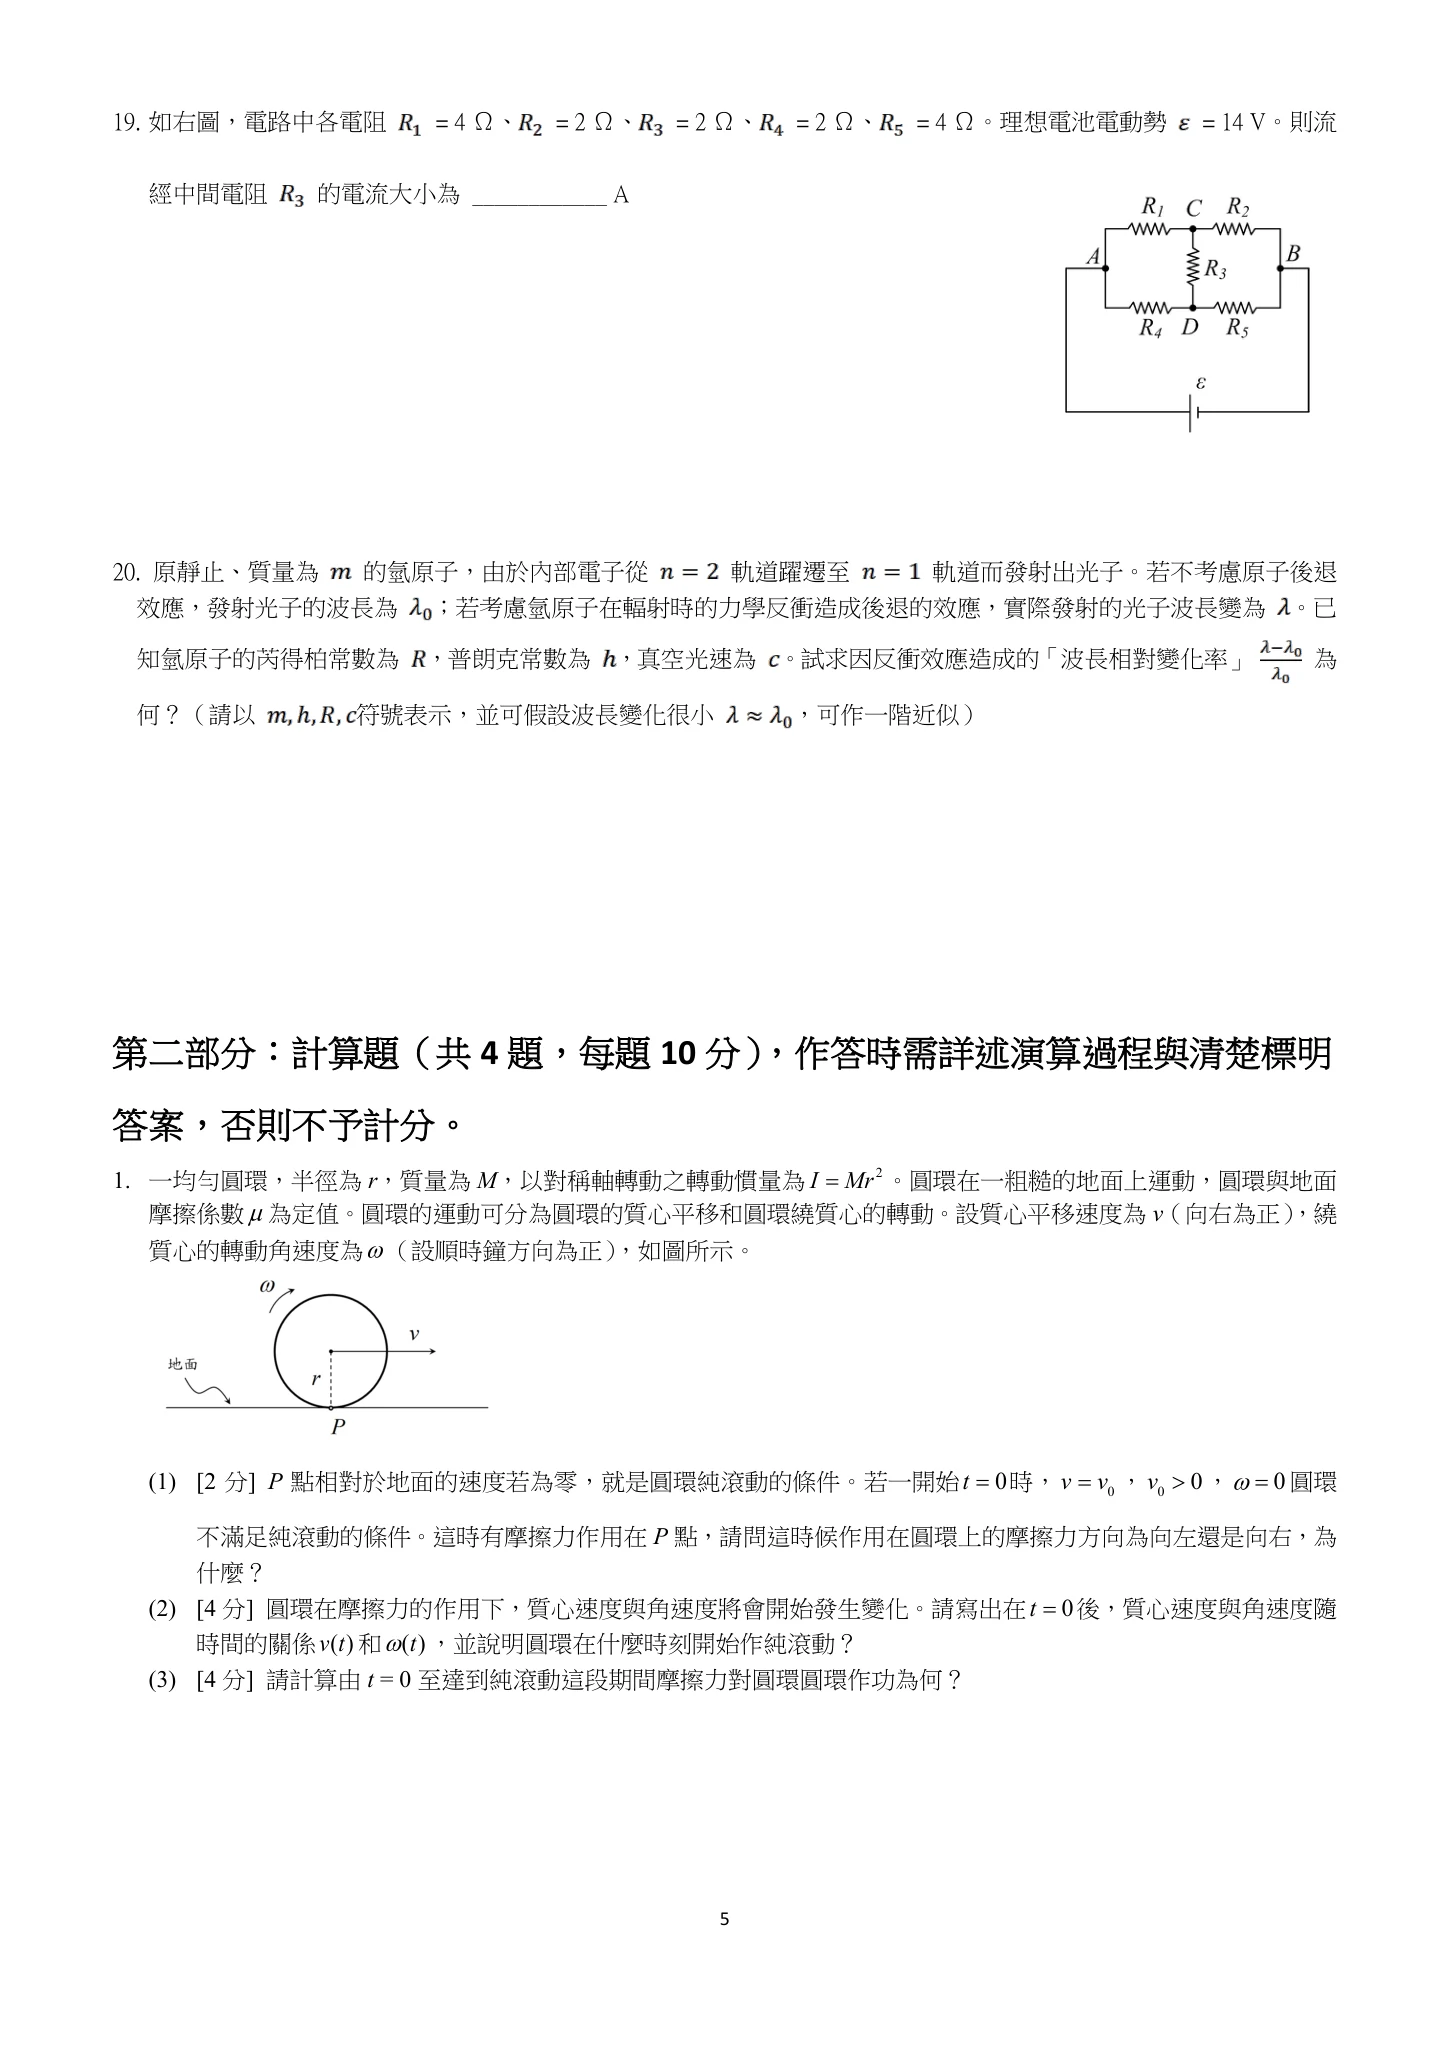 19. 如右圖，電路中各電阻 R₁ = 4 Ω、R₂ = 2 Ω、R₃ = 2 Ω、R₄ = 2 Ω、R₅ = 4 Ω。理想電池電動勢 ε = 14 V。則流
經中間電阻 R₃ 的電流大小為 ____________ A
R₁ C R₂
A B
R₃
R₄ D R₅
ε
20. 原靜止、質量為 m 的氫原子，由於內部電子從 n = 2 軌道躍遷至 n = 1 軌道而發射出光子。若不考慮原子後退
效應，發射光子的波長為 λ₀；若考慮氫原子在輻射時的力學反衝造成後退的效應，實際發射的光子波長變為 λ。已
知氫原子的芮得柏常數為 R，普朗克常數為 h，真空光速為 c。試求因反衝效應造成的「波長相對變化率」 (λ−λ₀)/λ₀ 為
何？（請以 m, h, R, c符號表示，並可假設波長變化很小 λ ≈ λ₀，可作一階近似）
第二部分：計算題（共 4 題，每題 10 分），作答時需詳述演算過程與清楚標明
答案，否則不予計分。
1. 一均勻圓環，半徑為 r，質量為 M，以對稱軸轉動之轉動慣量為 I = Mr²。圓環在一粗糙的地面上運動，圓環與地面
摩擦係數 μ 為定值。圓環的運動可分為圓環的質心平移和圓環繞質心的轉動。設質心平移速度為 v（向右為正），繞
質心的轉動角速度為 ω（設順時鐘方向為正），如圖所示。
ω
v
地面
r
P
(1) [2 分] P 點相對於地面的速度若為零，就是圓環純滾動的條件。若一開始 t = 0 時，v = v₀，v₀ > 0，ω = 0 圓環
不滿足純滾動的條件。這時有摩擦力作用在 P 點，請問這時候作用在圓環上的摩擦力方向為向左還是向右，為
什麼？
(2) [4 分] 圓環在摩擦力的作用下，質心速度與角速度將會開始發生變化。請寫出在 t = 0 後，質心速度與角速度隨
時間的關係 v(t) 和 ω(t)，並說明圓環在什麼時刻開始作純滾動？
(3) [4 分] 請計算由 t = 0 至達到純滾動這段期間摩擦力對圓環圓環作功為何？
5